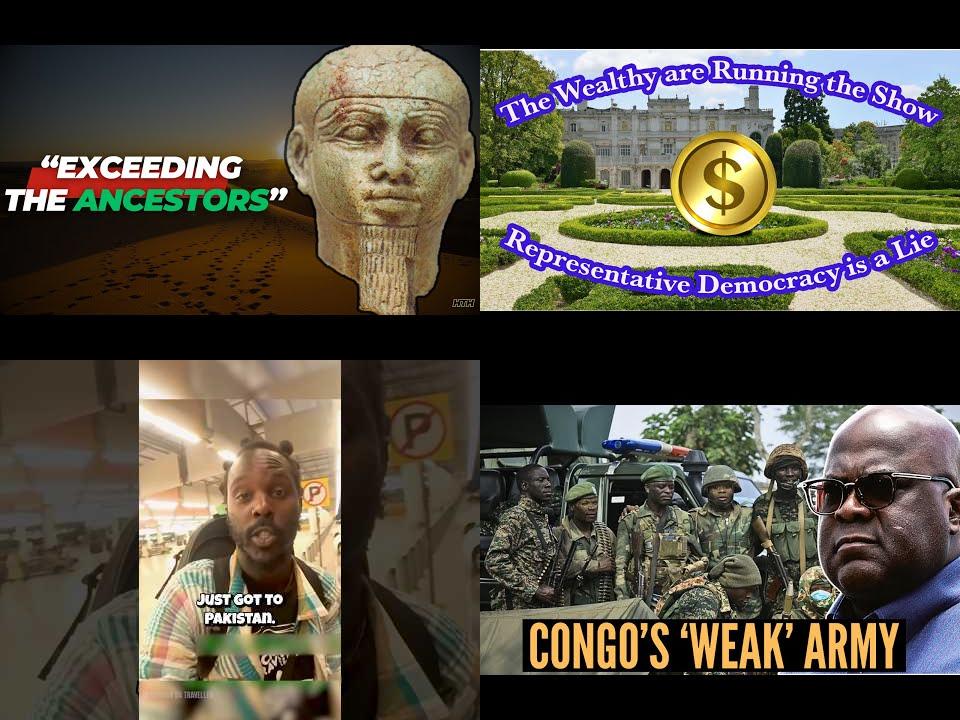 “EXCEEDING
THE ANCESTORS”
HTH
The Wealthy are Running the Show
Representative Democracy is a Lie
P
P
JUST GOT TO
PAKISTAN.
CONGO'S 'WEAK' ARMY